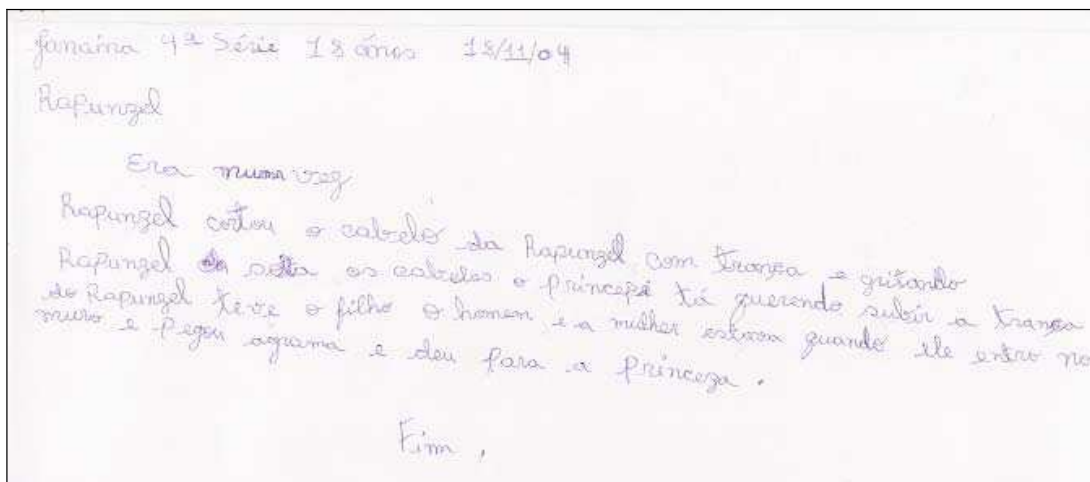 Janaína 4ª Série 18 anos 18/11/04
Rapunzel
Era numa vez
Rapunzel cortou o cabelo da Rapunzel com trança e gritando
Rapunzel solta os cabelos o príncepe tá querendo subir a trança
do Rapunzel teve o filho o homen e a mulher estava quando ele entro no
muro e pegou agrama e deu para a princeza.
Fim,